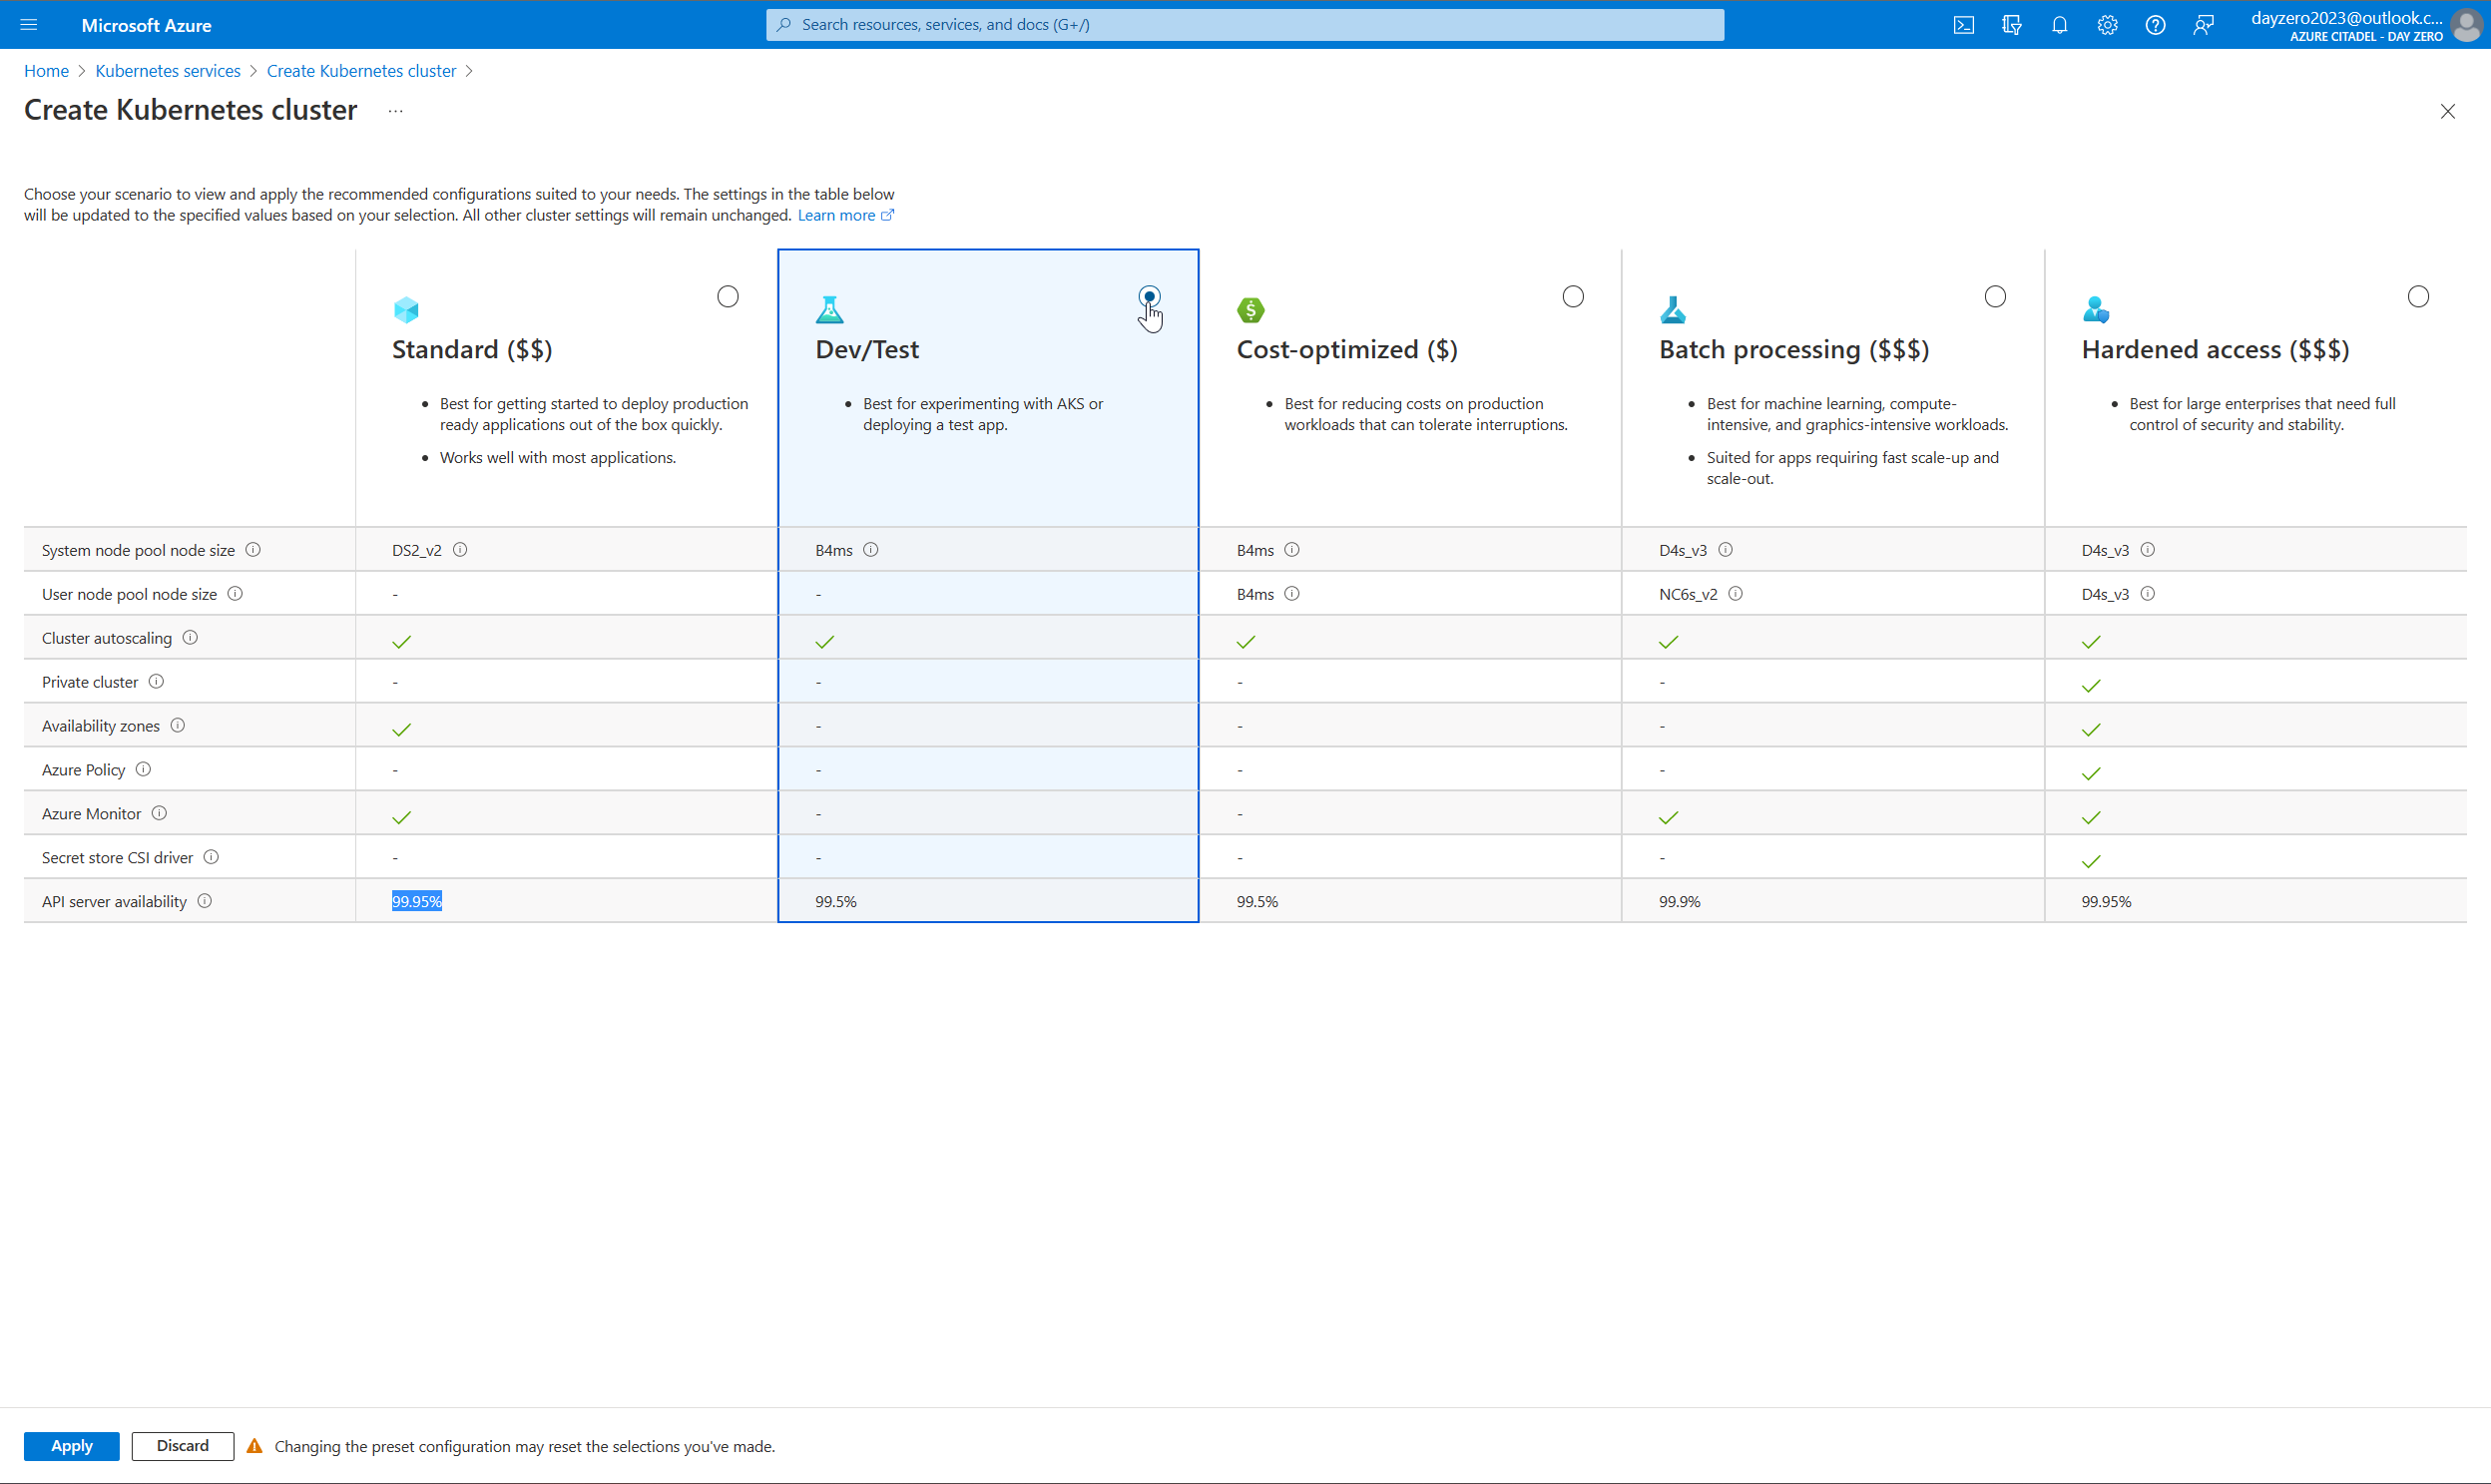 Microsoft Azure
Search resources, services, and docs (G+/)
dayzero2023@outlook.c...
AZURE CITADEL - DAY ZERO
Home > Kubernetes services > Create Kubernetes cluster >
Create Kubernetes cluster ...
Choose your scenario to view and apply the recommended configurations suited to your needs. The settings in the table below
will be updated to the specified values based on your selection. All other cluster settings will remain unchanged. Learn more
Standard ($$)
• Best for getting started to deploy production
ready applications out of the box quickly.
• Works well with most applications.
Dev/Test
• Best for experimenting with AKS or
deploying a test app.
Cost-optimized ($)
• Best for reducing costs on production
workloads that can tolerate interruptions.
Batch processing ($$$)
• Best for machine learning, compute-
intensive, and graphics-intensive workloads.
• Suited for apps requiring fast scale-up and
scale-out.
Hardened access ($$$)
• Best for large enterprises that need full
control of security and stability.
System node pool node size DS2_v2 B4ms B4ms D4s_v3 D4s_v3
User node pool node size - - B4ms NC6s_v2 D4s_v3
Cluster autoscaling
Private cluster - - - -
Availability zones - - -
Azure Policy - - - -
Azure Monitor - -
Secret store CSI driver - - - -
API server availability 99.95% 99.5% 99.5% 99.9% 99.95%
Apply Discard Changing the preset configuration may reset the selections you've made.